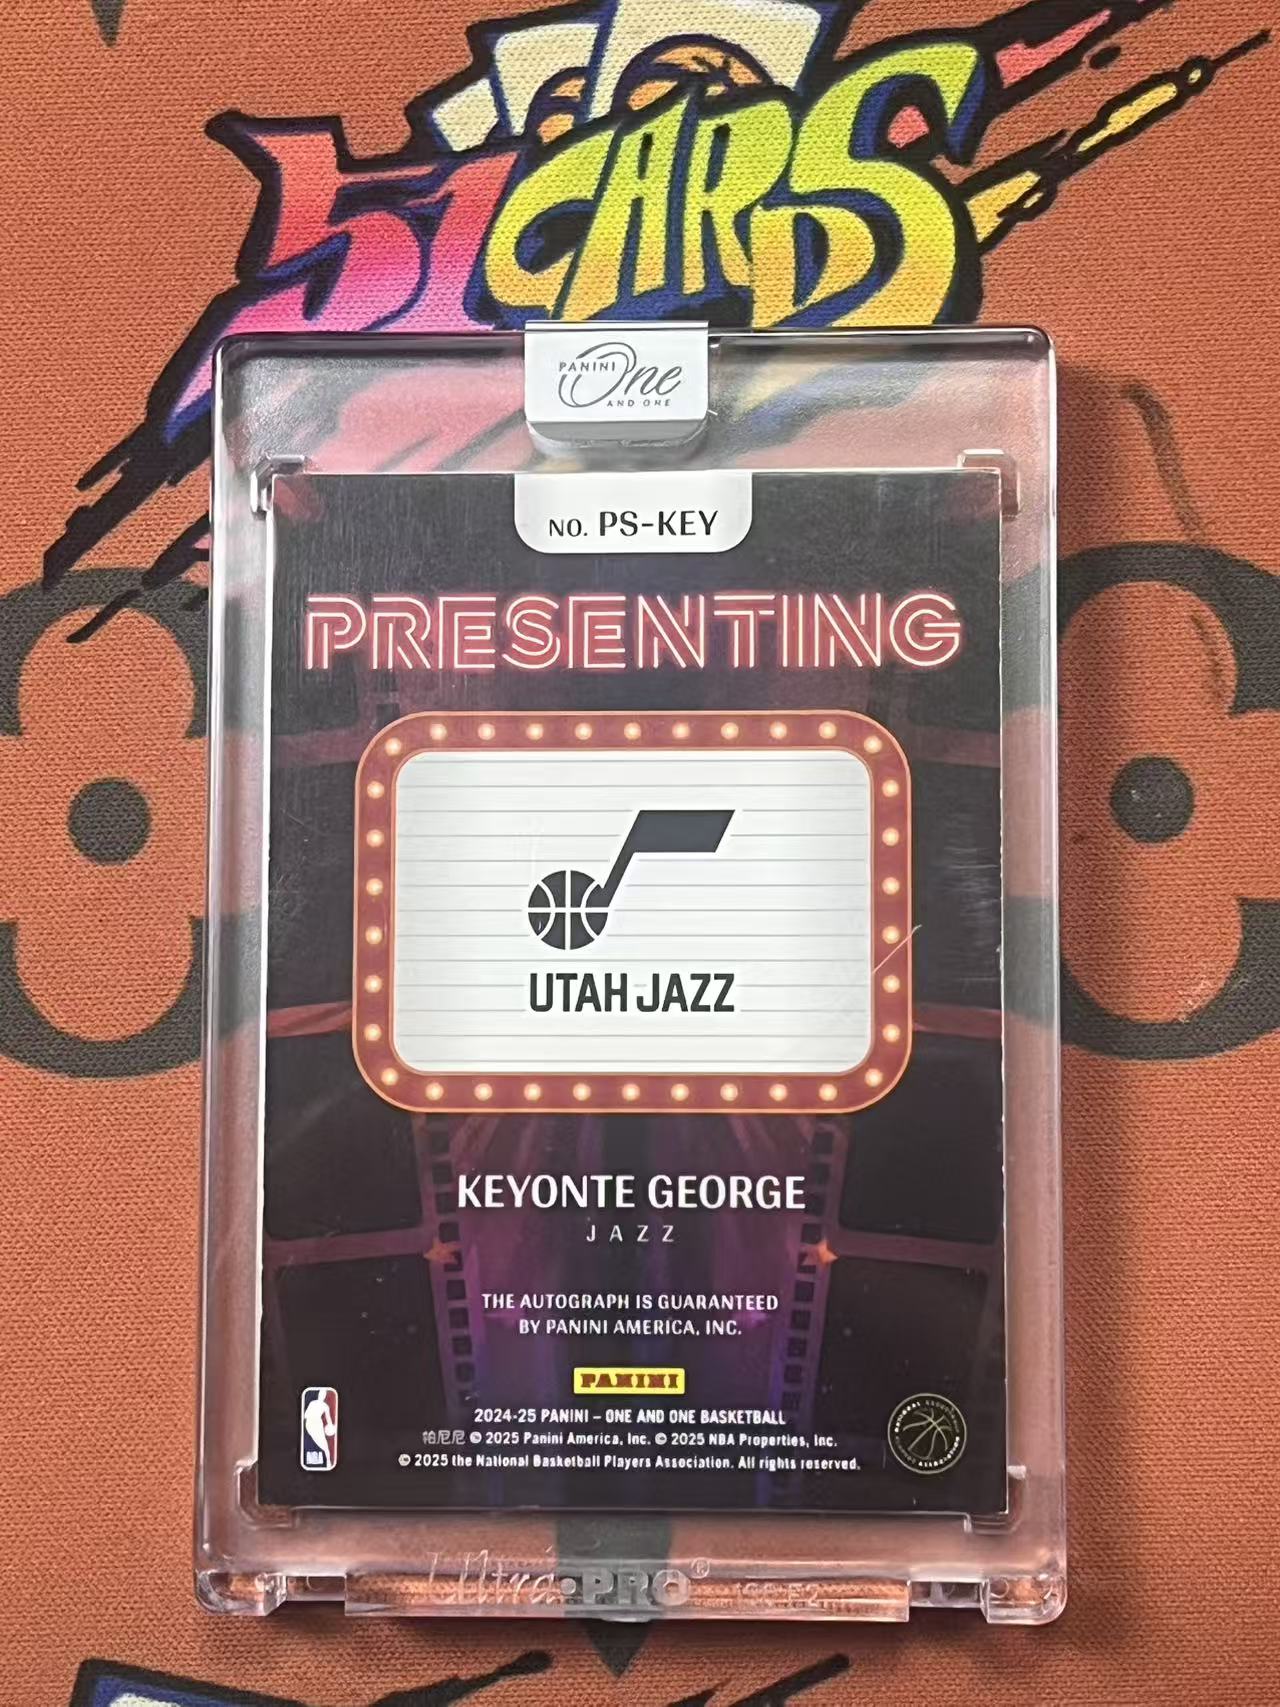 51CARDS
PANINI One
AND ONE
NO. PS-KEY
PRESENTING
UTAH JAZZ
KEYONTE GEORGE
JAZZ
THE AUTOGRAPH IS GUARANTEED
BY PANINI AMERICA, INC.
PANINI
2024-25 PANINI – ONE AND ONE BASKETBALL
帕尼尼 © 2025 Panini America, Inc. © 2025 NBA Properties, Inc.
© 2025 the National Basketball Players Association. All rights reserved.
NBA
Ultra•PRO®